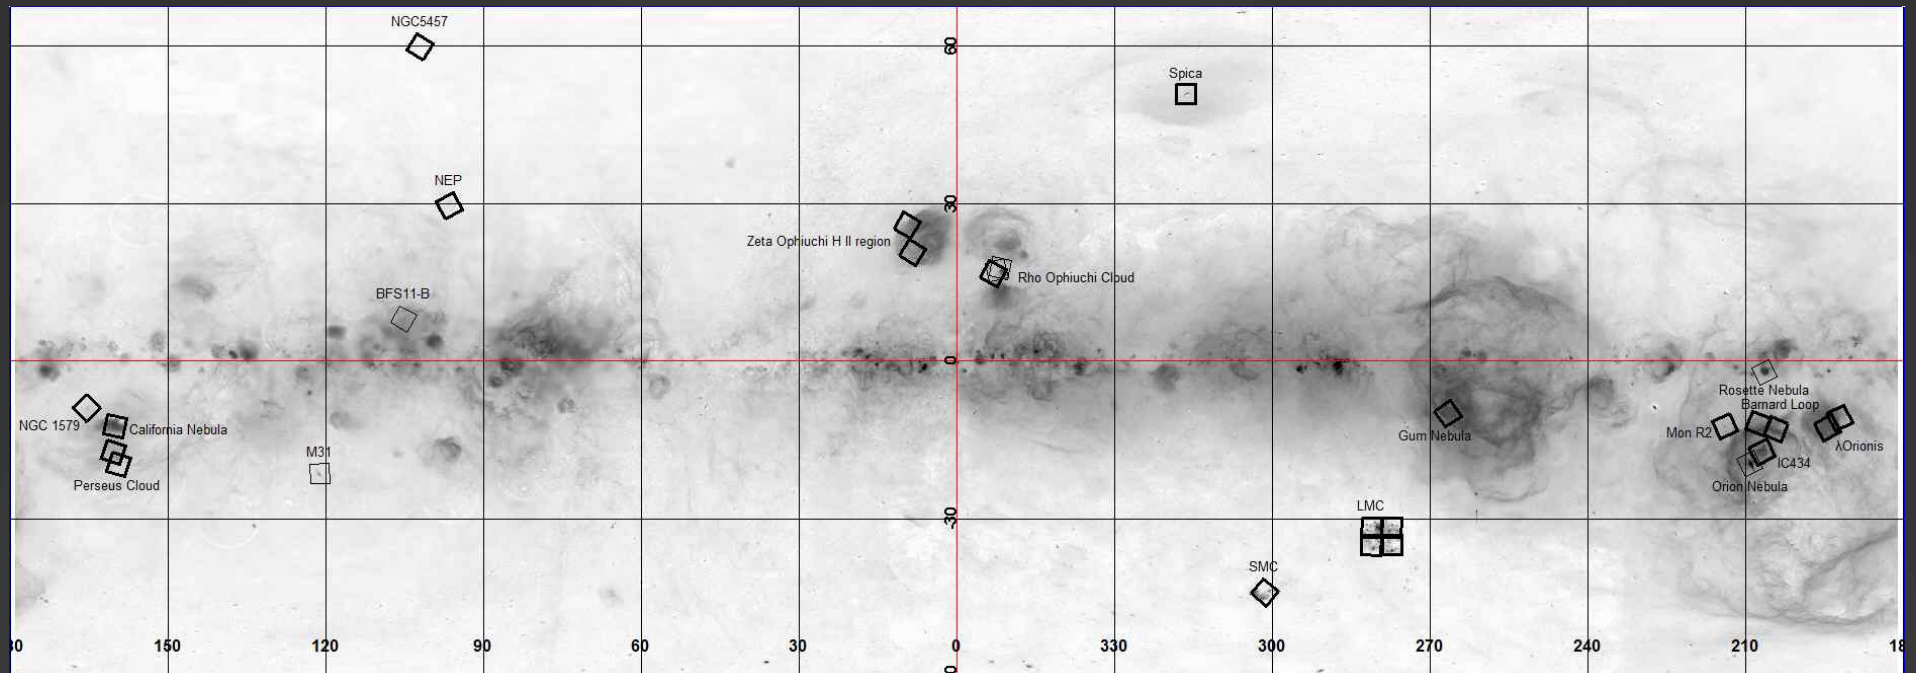 NGC5457
60
Spica
NEP
30
Zeta Ophiuchi H II region
Rho Ophiuchi Cloud
BFS11-B
0
Rosette Nebula
Barnard Loop
NGC 1579
California Nebula
Gum Nebula
Mon R2
λOrionis
M31
IC434
Perseus Cloud
Orion Nebula
LMC
-30
SMC
30 150 120 90 60 30 0 330 300 270 240 210 18